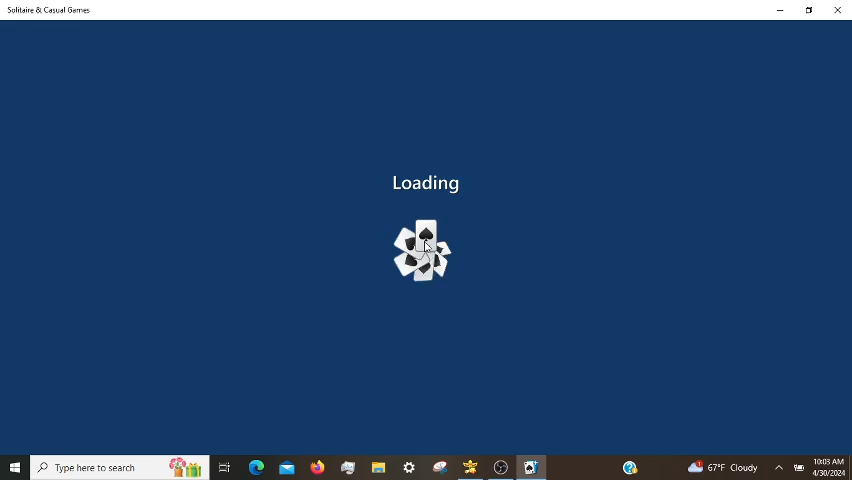 Solitaire & Casual Games
Loading
Type here to search
67°F Cloudy
10:03 AM
4/30/2024